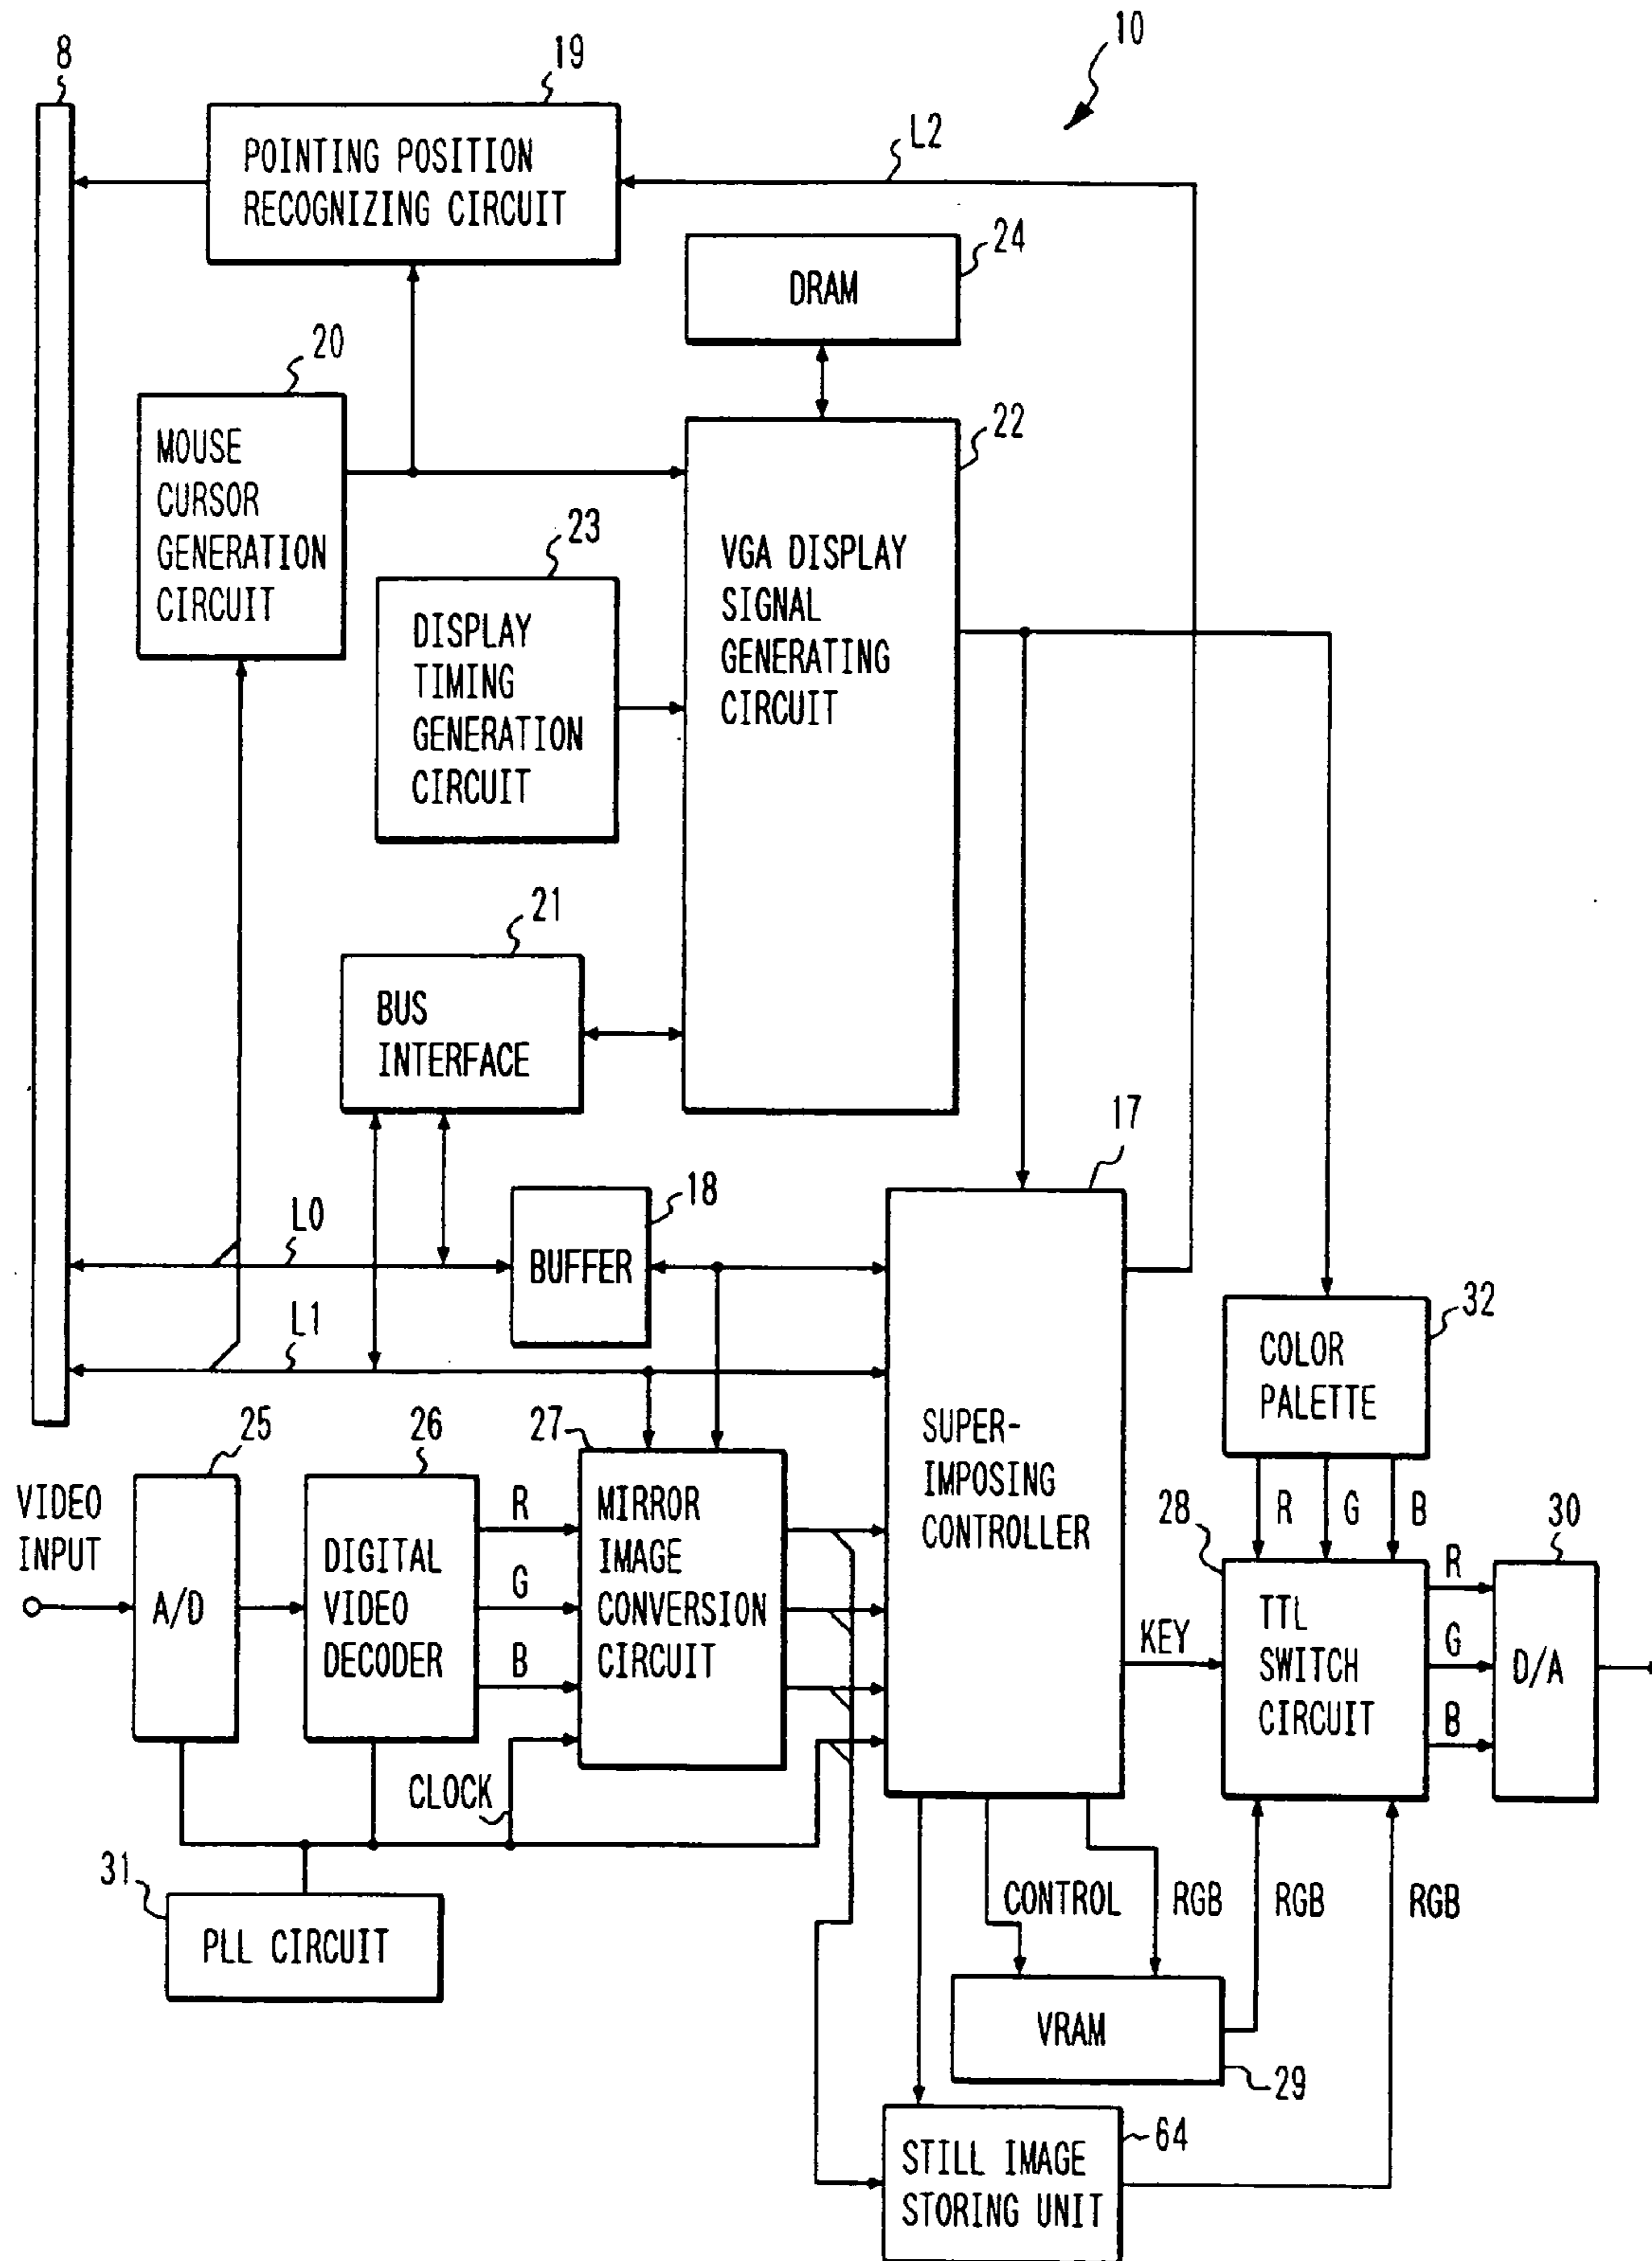 10
8
19
POINTING POSITION
RECOGNIZING CIRCUIT
L2
24
DRAM
20
MOUSE
CURSOR
GENERATION
CIRCUIT
22
VGA DISPLAY
SIGNAL
GENERATING
CIRCUIT
23
DISPLAY
TIMING
GENERATION
CIRCUIT
21
BUS
INTERFACE
17
18
BUFFER
L0
L1
32
COLOR
PALETTE
SUPER-
IMPOSING
CONTROLLER
VIDEO
INPUT
25
A/D
26
DIGITAL
VIDEO
DECODER
R
G
B
27
MIRROR
IMAGE
CONVERSION
CIRCUIT
R
G
B
28
TTL
SWITCH
CIRCUIT
KEY
R
G
B
30
D/A
CLOCK
31
PLL CIRCUIT
CONTROL
RGB
RGB
RGB
VRAM
29
64
STILL IMAGE
STORING UNIT